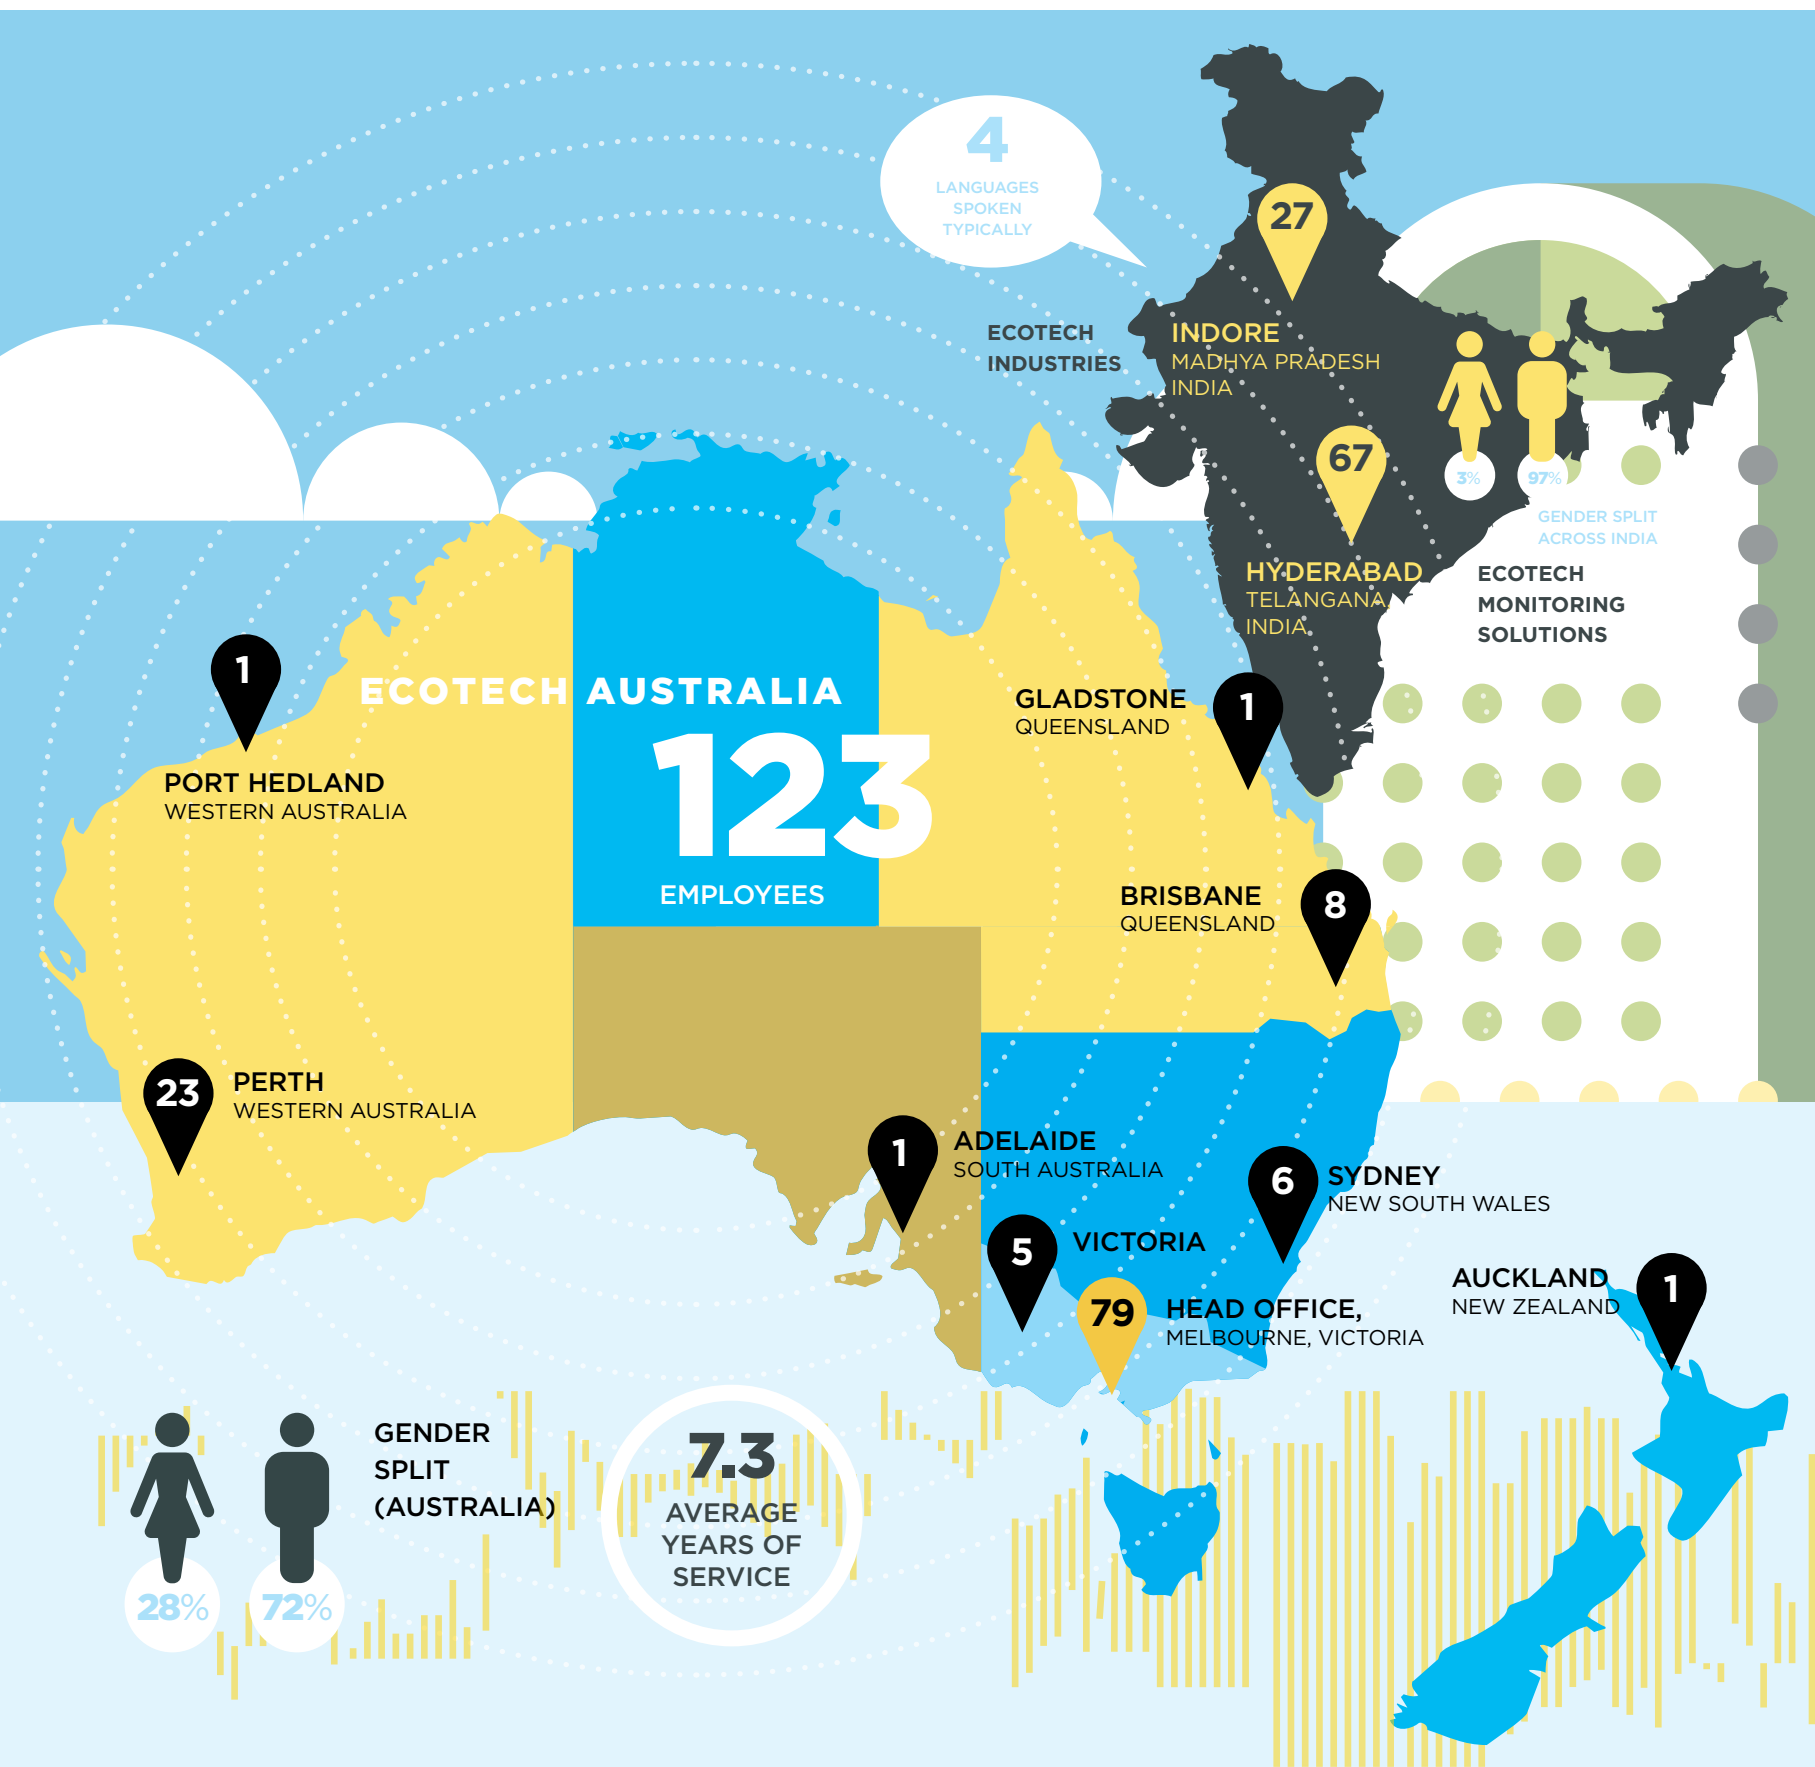 4
LANGUAGES
SPOKEN
TYPICALLY
27
ECOTECH
INDUSTRIES
INDORE
MADHYA PRADESH
INDIA
67
3%
97%
GENDER SPLIT
ACROSS INDIA
HYDERABAD
TELANGANA,
INDIA
ECOTECH
MONITORING
SOLUTIONS
1
PORT HEDLAND
WESTERN AUSTRALIA
ECOTECH AUSTRALIA
123
EMPLOYEES
GLADSTONE
QUEENSLAND
1
BRISBANE
QUEENSLAND
8
23
PERTH
WESTERN AUSTRALIA
1
ADELAIDE
SOUTH AUSTRALIA
6
SYDNEY
NEW SOUTH WALES
5
VICTORIA
79
HEAD OFFICE,
MELBOURNE, VICTORIA
AUCKLAND
NEW ZEALAND
1
GENDER
SPLIT
(AUSTRALIA)
28%
72%
7.3
AVERAGE
YEARS OF
SERVICE